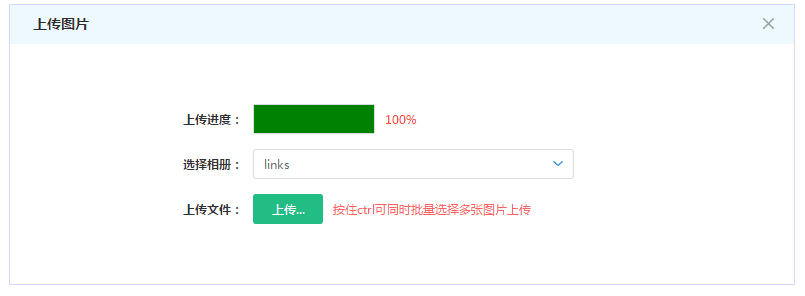 上传图片
上传进度： 100%
选择相册： links
上传文件： 上传... 按住ctrl可同时批量选择多张图片上传